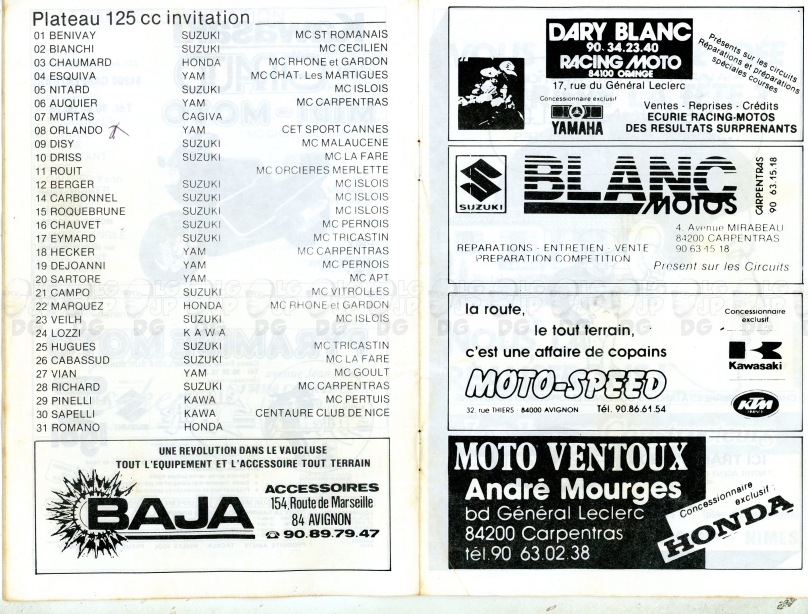 Plateau 125 cc invitation
01 BENIVAY SUZUKI MC ST ROMANAIS
02 BIANCHI SUZUKI MC CECILIEN
03 CHAUMARD HONDA MC RHONE et GARDON
04 ESQUIVA YAM MC CHAT. Les MARTIGUES
05 NITARD SUZUKI MC ISLOIS
06 AUQUIER YAM MC CARPENTRAS
07 MURTAS CAGIVA
08 ORLANDO YAM CET SPORT CANNES
09 DISY SUZUKI MC MALAUCENE
10 DRISS SUZUKI MC LA FARE
11 ROUIT MC ORCIERES MERLETTE
12 BERGER SUZUKI MC ISLOIS
14 CARBONNEL SUZUKI MC ISLOIS
15 ROQUEBRUNE SUZUKI MC ISLOIS
16 CHAUVET SUZUKI MC PERNOIS
17 EYMARD SUZUKI MC TRICASTIN
18 HECKER YAM MC CARPENTRAS
19 DEJOANNI YAM MC PERNOIS
20 SARTORE YAM MC APT
21 CAMPO SUZUKI MC VITROLLES
22 MARQUEZ HONDA MC RHONE et GARDON
23 VEILH SUZUKI MC ISLOIS
24 LOZZI KAWA
25 HUGUES SUZUKI MC TRICASTIN
26 CABASSUD SUZUKI MC LA FARE
27 VIAN YAM MC GOULT
28 RICHARD SUZUKI MC CARPENTRAS
29 PINELLI KAWA MC PERTUIS
30 SAPELLI KAWA CENTAURE CLUB DE NICE
31 ROMANO HONDA
UNE REVOLUTION DANS LE VAUCLUSE
TOUT L'EQUIPEMENT ET L'ACCESSOIRE TOUT TERRAIN
BAJA
ACCESSOIRES
154, Route de Marseille
84 AVIGNON
☎ 90.89.79.47
DARY BLANC
90.34.23.40
RACING MOTO
84100 ORANGE
17, rue du Général Leclerc
Présents sur les circuits
Réparations et préparations
spéciales courses
Concessionnaire exclusif
YAMAHA
Ventes - Reprises - Crédits
ECURIE RACING-MOTOS
DES RESULTATS SURPRENANTS
SUZUKI
BLANC
MOTOS
CARPENTRAS
90 63.15.18
4. Avenue MIRABEAU
84200 CARPENTRAS
90 63 15 18
REPARATIONS - ENTRETIEN - VENTE
PREPARATION COMPETITION
Présent sur les Circuits
la route,
le tout terrain,
c'est une affaire de copains
MOTO-SPEED
32, rue THIERS - 84000 AVIGNON Tél. 90.86.61.54
Concessionnaire
exclusif
Kawasaki
KTM
MOTO VENTOUX
André Mourges
bd Général Leclerc
84200 Carpentras
tél.90 63.02.38
Concessionnaire
exclusif :
HONDA